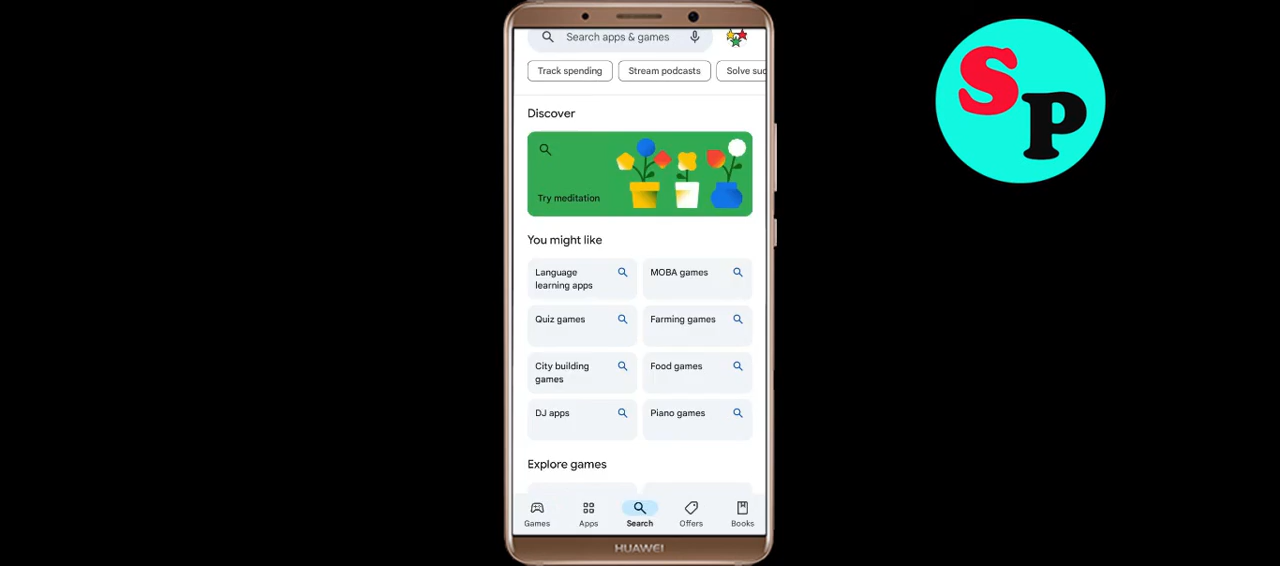 Search apps & games
Track spending
Stream podcasts
Discover
Try meditation
You might like
Language
learning apps
MOBA games
Quiz games
Farming games
City building
games
Food games
DJ apps
Piano games
Explore games
Games
Apps
Search
Offers
Books
HUAWEI
SP